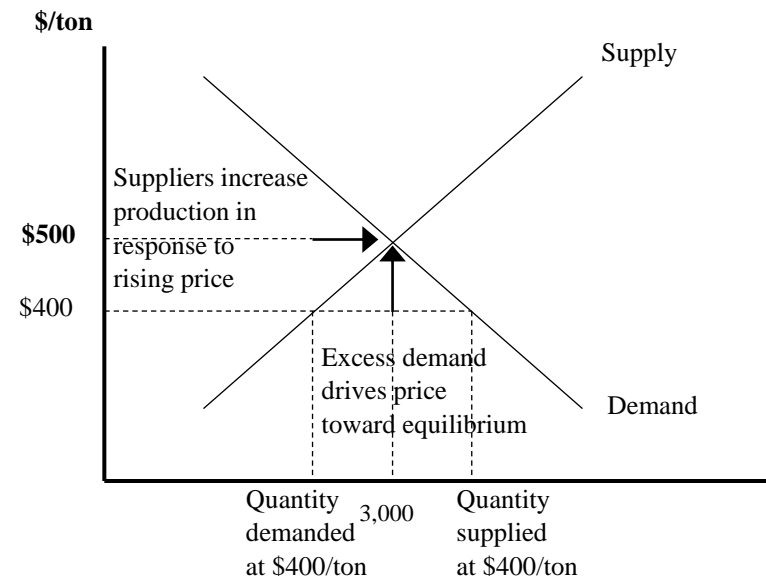 $/ton
Supply
Suppliers increase
production in
$500
response to
rising price
$400
Excess demand
drives price
toward equilibrium
Demand
Quantity
demanded
at $400/ton
3,000
Quantity
supplied
at $400/ton